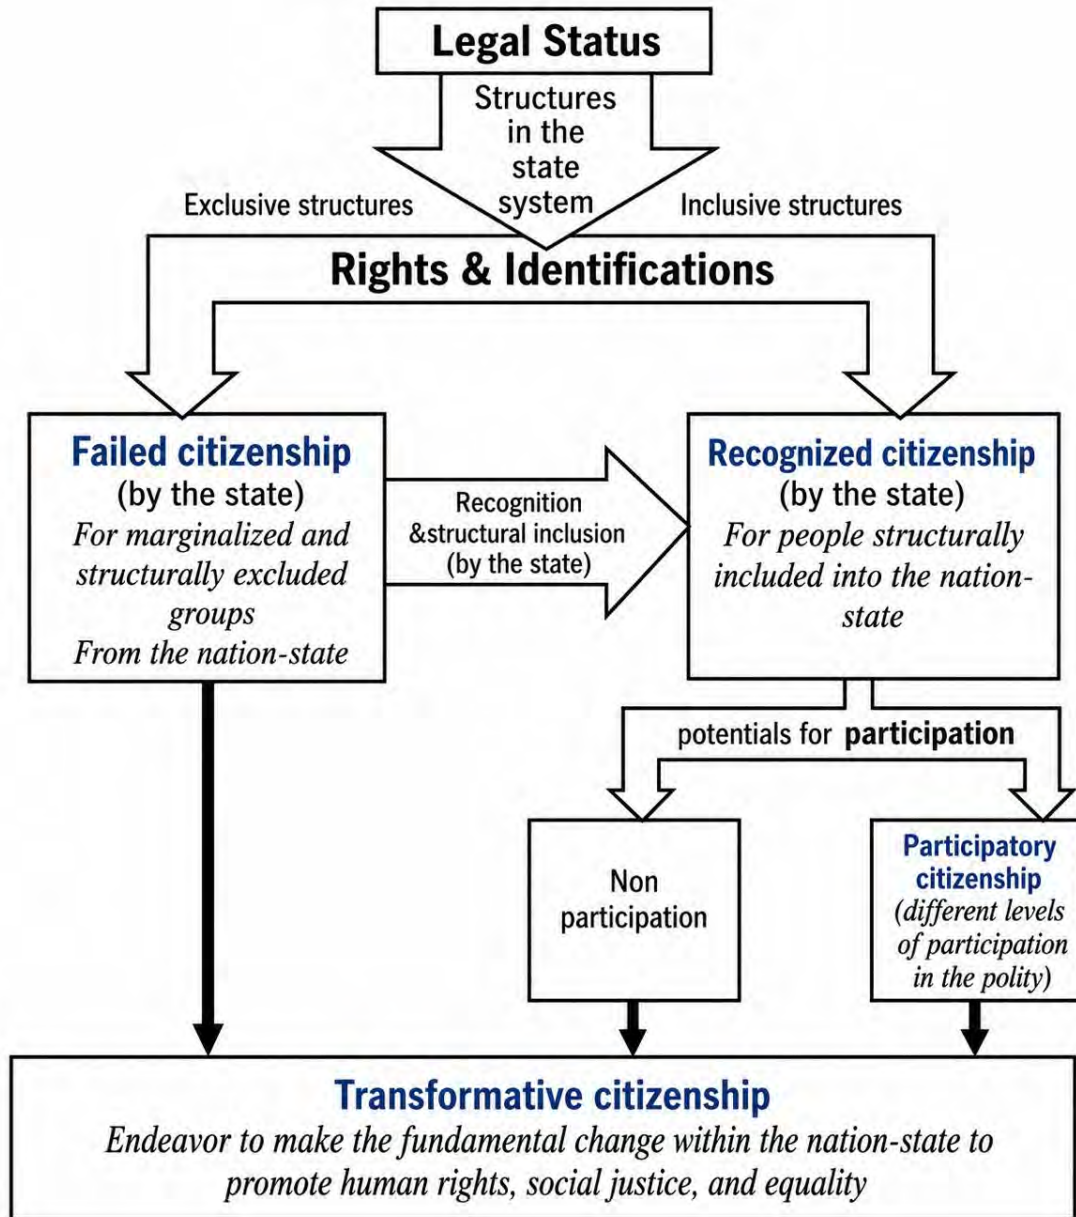 Legal Status
Structures
in the
state
system
Exclusive structures
Inclusive structures
Rights & Identifications
Failed citizenship
(by the state)
For marginalized and
structurally excluded
groups
From the nation-state
Recognition
&structural inclusion
(by the state)
Recognized citizenship
(by the state)
For people structurally
included into the nation-
state
potentials for participation
Non
participation
Participatory
citizenship
(different levels
of participation
in the polity)
Transformative citizenship
Endeavor to make the fundamental change within the nation-state to
promote human rights, social justice, and equality